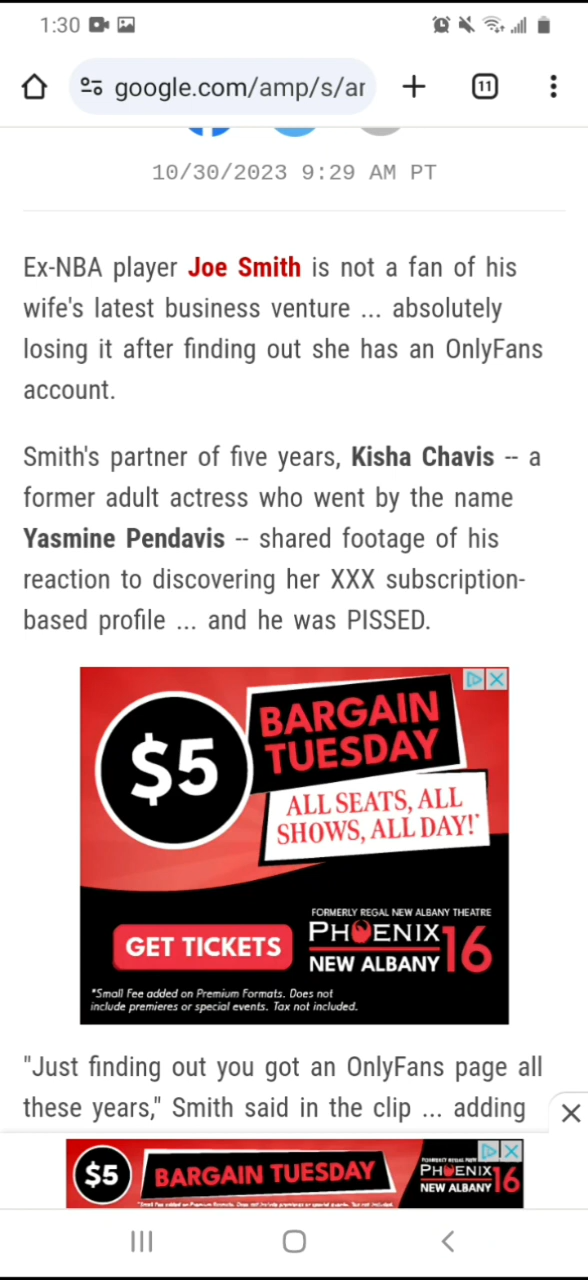 1:30
google.com/amp/s/ar
11
10/30/2023 9:29 AM PT
Ex-NBA player Joe Smith is not a fan of his
wife's latest business venture ... absolutely
losing it after finding out she has an OnlyFans
account.
Smith's partner of five years, Kisha Chavis -- a
former adult actress who went by the name
Yasmine Pendavis -- shared footage of his
reaction to discovering her XXX subscription-
based profile ... and he was PISSED.
$5
BARGAIN
TUESDAY
ALL SEATS, ALL
SHOWS, ALL DAY!*
FORMERLY REGAL NEW ALBANY THEATRE
GET TICKETS
PHOENIX 16
NEW ALBANY
*Small Fee added on Premium Formats. Does not
include premieres or special events. Tax not included.
"Just finding out you got an OnlyFans page all
these years," Smith said in the clip ... adding
$5
BARGAIN TUESDAY
PHOENIX 16
NEW ALBANY